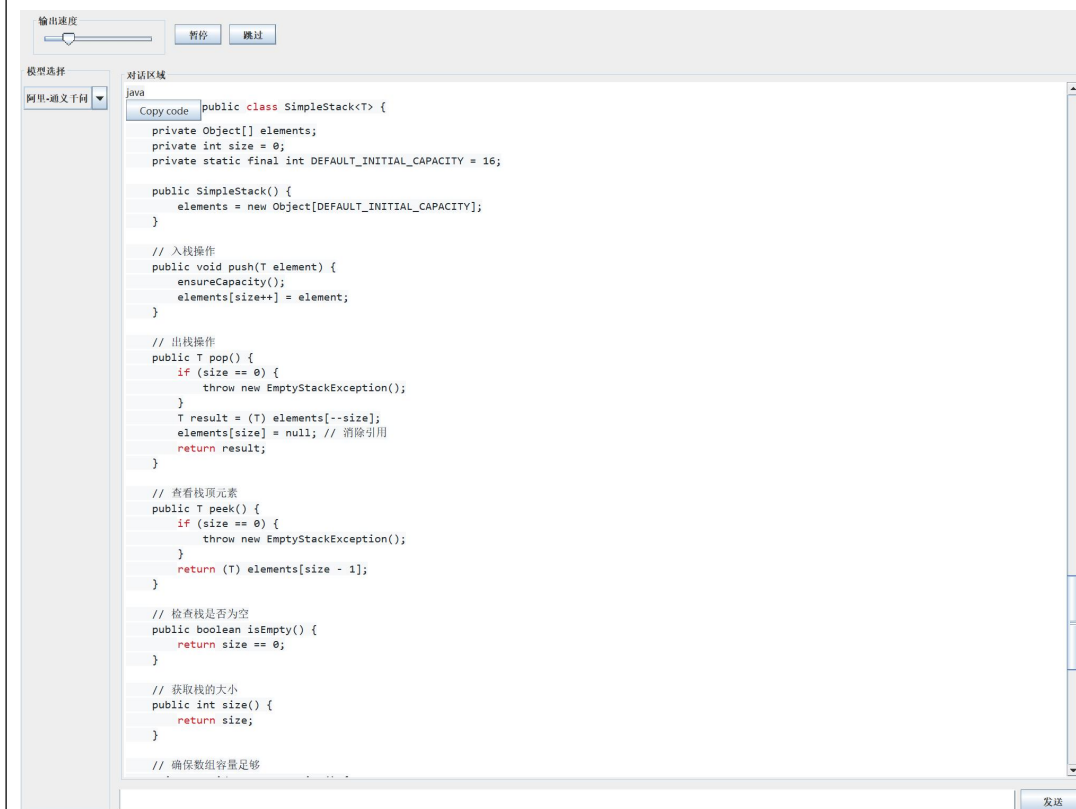 输出速度
暂停 跳过
模型选择
阿里-通义千问
对话区域
java
Copy code public class SimpleStack<T> {
    private Object[] elements;
    private int size = 0;
    private static final int DEFAULT_INITIAL_CAPACITY = 16;
    public SimpleStack() {
        elements = new Object[DEFAULT_INITIAL_CAPACITY];
    }
    // 入栈操作
    public void push(T element) {
        ensureCapacity();
        elements[size++] = element;
    }
    // 出栈操作
    public T pop() {
        if (size == 0) {
            throw new EmptyStackException();
        }
        T result = (T) elements[--size];
        elements[size] = null; // 消除引用
        return result;
    }
    // 查看栈顶元素
    public T peek() {
        if (size == 0) {
            throw new EmptyStackException();
        }
        return (T) elements[size - 1];
    }
    // 检查栈是否为空
    public boolean isEmpty() {
        return size == 0;
    }
    // 获取栈的大小
    public int size() {
        return size;
    }
    // 确保数组容量足够
发送